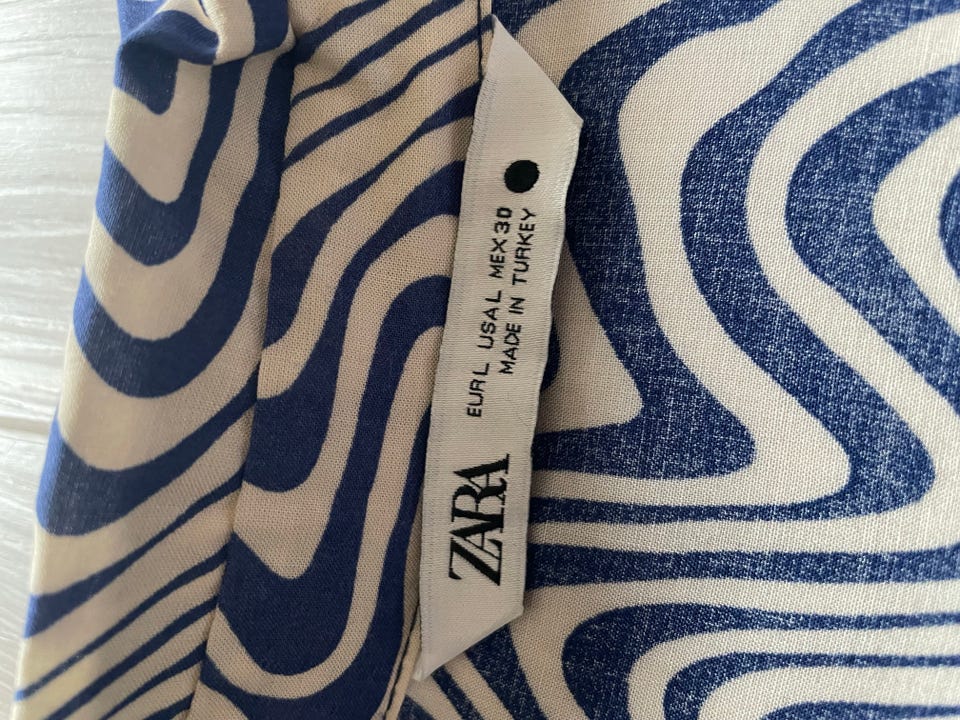 ZARA
EUR L USA L MEX 30
MADE IN TURKEY